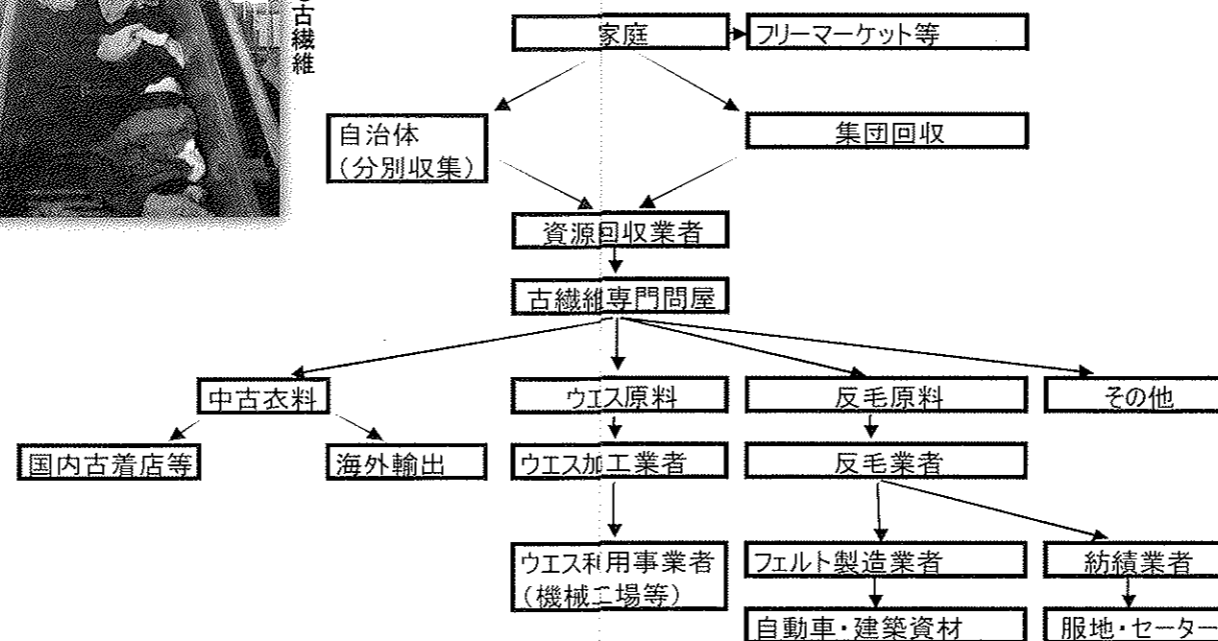 古繊維
家庭
フリーマーケット等
自治体
(分別収集)
集団回収
資源回収業者
古繊維専門問屋
中古衣料
ウエス原料
反毛原料
その他
国内古着店等
海外輸出
ウエス加工業者
反毛業者
ウエス利用事業者
(機械工場等)
フェルト製造業者
紡績業者
自動車・建築資材
服地・セーター